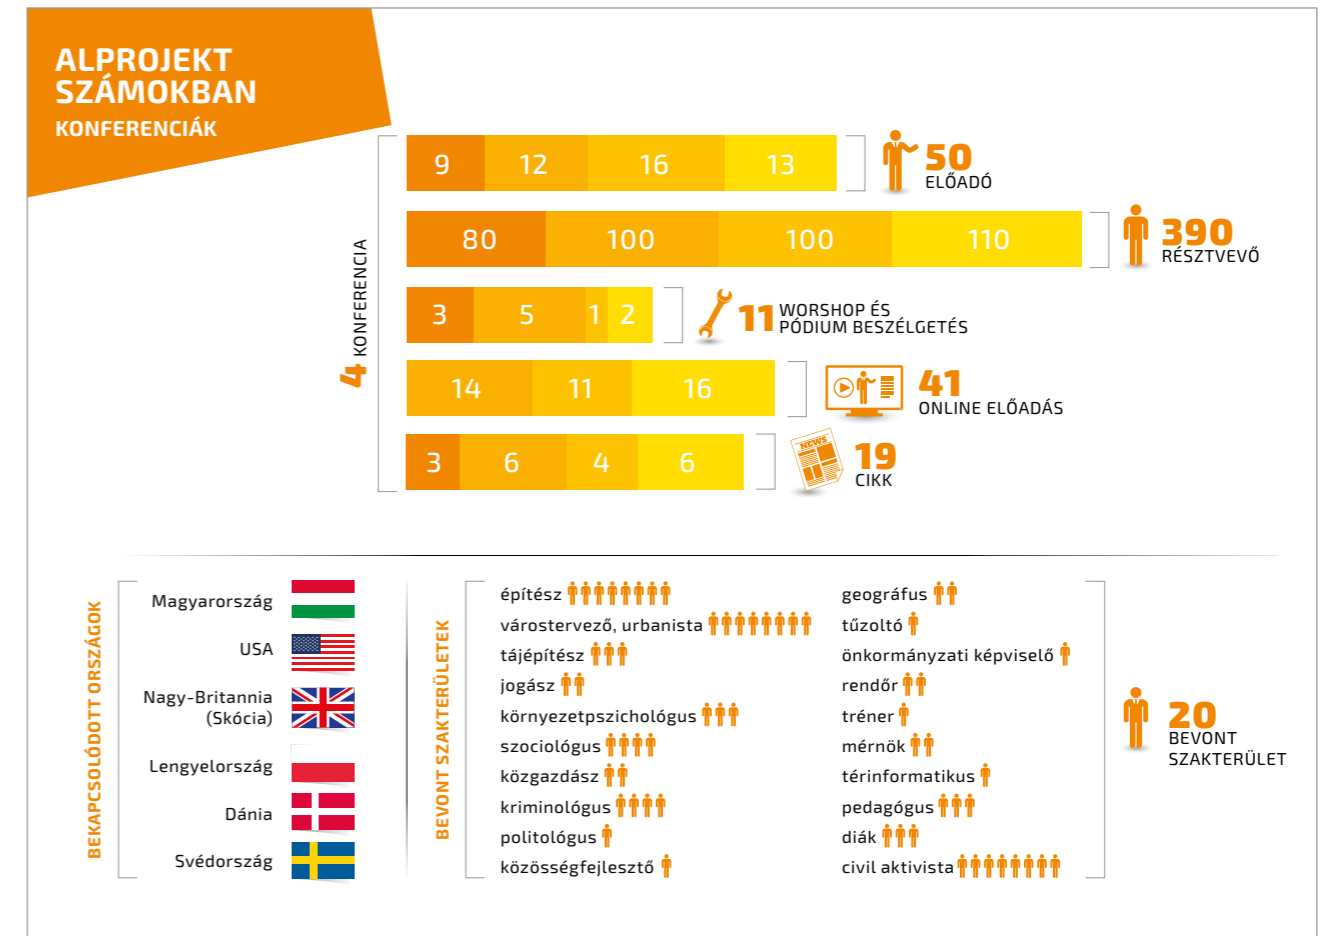 ALPROJEKT
SZÁMOKBAN
KONFERENCIÁK
4 KONFERENCIA
9 12 16 13
50
ELŐADÓ
80 100 100 110
390
RÉSZTVEVŐ
3 5 1 2
11 WORSHOP ÉS
PÓDIUM BESZÉLGETÉS
14 11 16
41
ONLINE ELŐADÁS
3 6 4 6
NEWS
19
CIKK
BEKAPCSOLÓDOTT ORSZÁGOK
Magyarország
USA
Nagy-Britannia
(Skócia)
Lengyelország
Dánia
Svédország
BEVONT SZAKTERÜLETEK
építész
várostervező, urbanista
tájépítész
jogász
környezetpszichológus
szociológus
közgazdász
kriminológus
politológus
közösségfejlesztő
geográfus
tűzoltó
önkormányzati képviselő
rendőr
tréner
mérnök
térinformatikus
pedagógus
diák
civil aktivista
20
BEVONT
SZAKTERÜLET